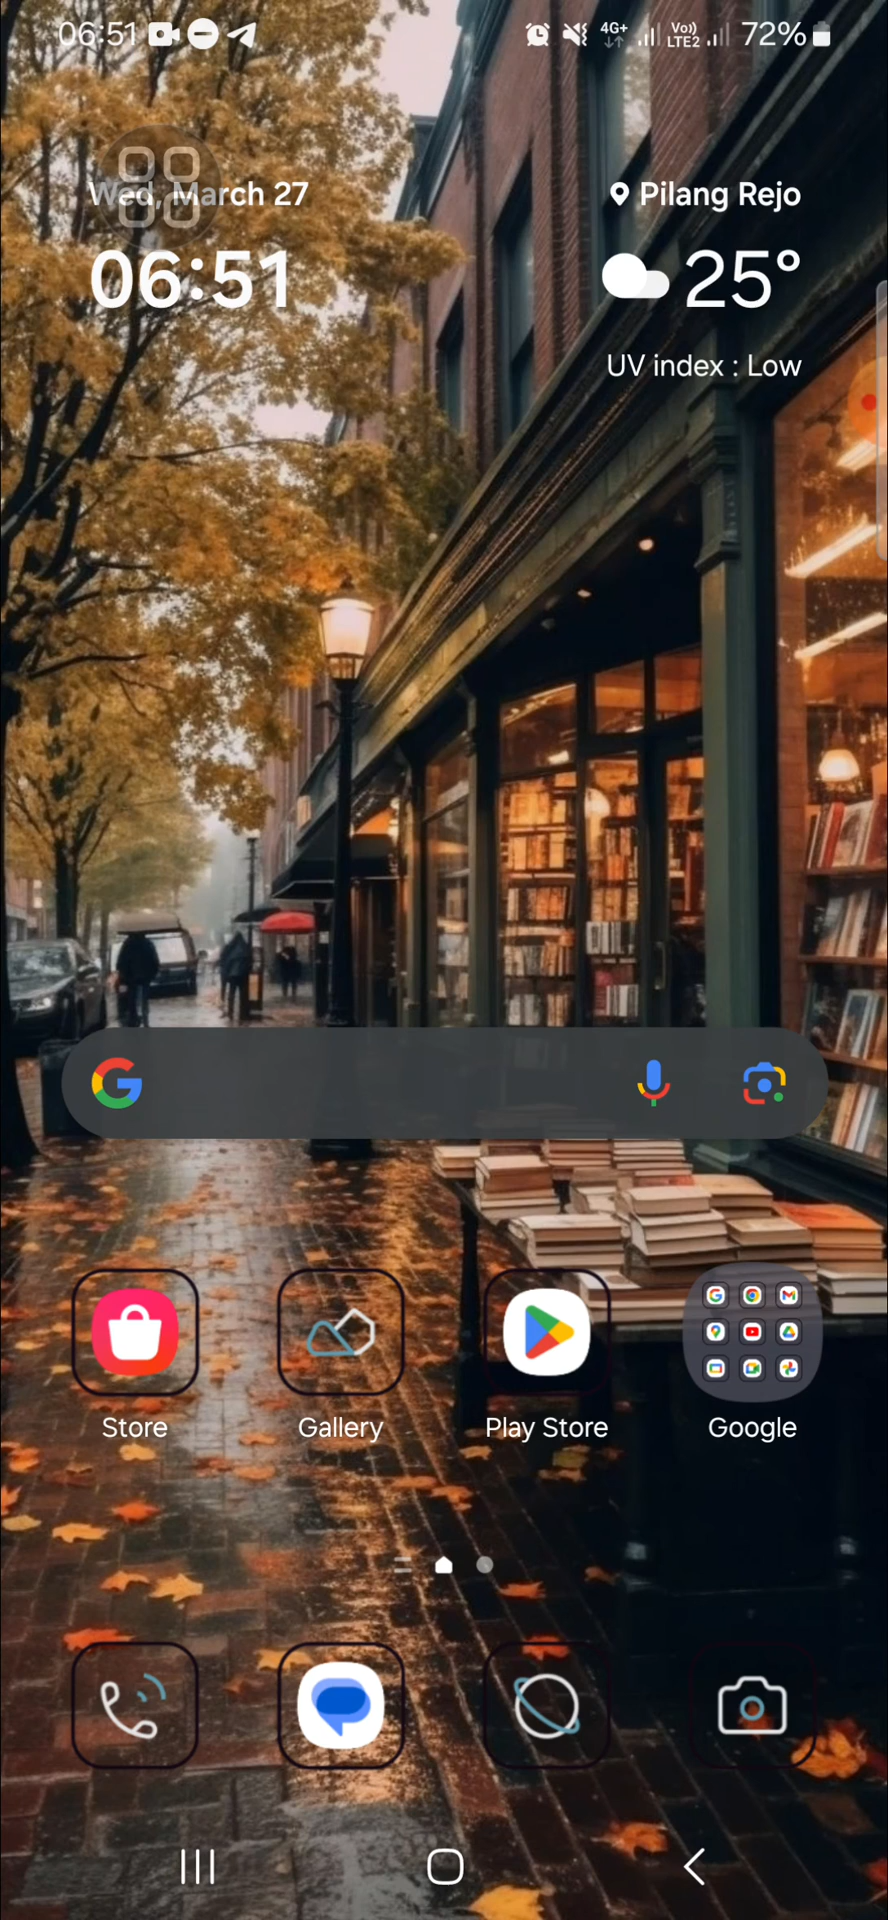 06:51
4G+ Vo)) LTE2 72%
Wed, March 27
06:51
Pilang Rejo
25°
UV index : Low
Store Gallery Play Store Google